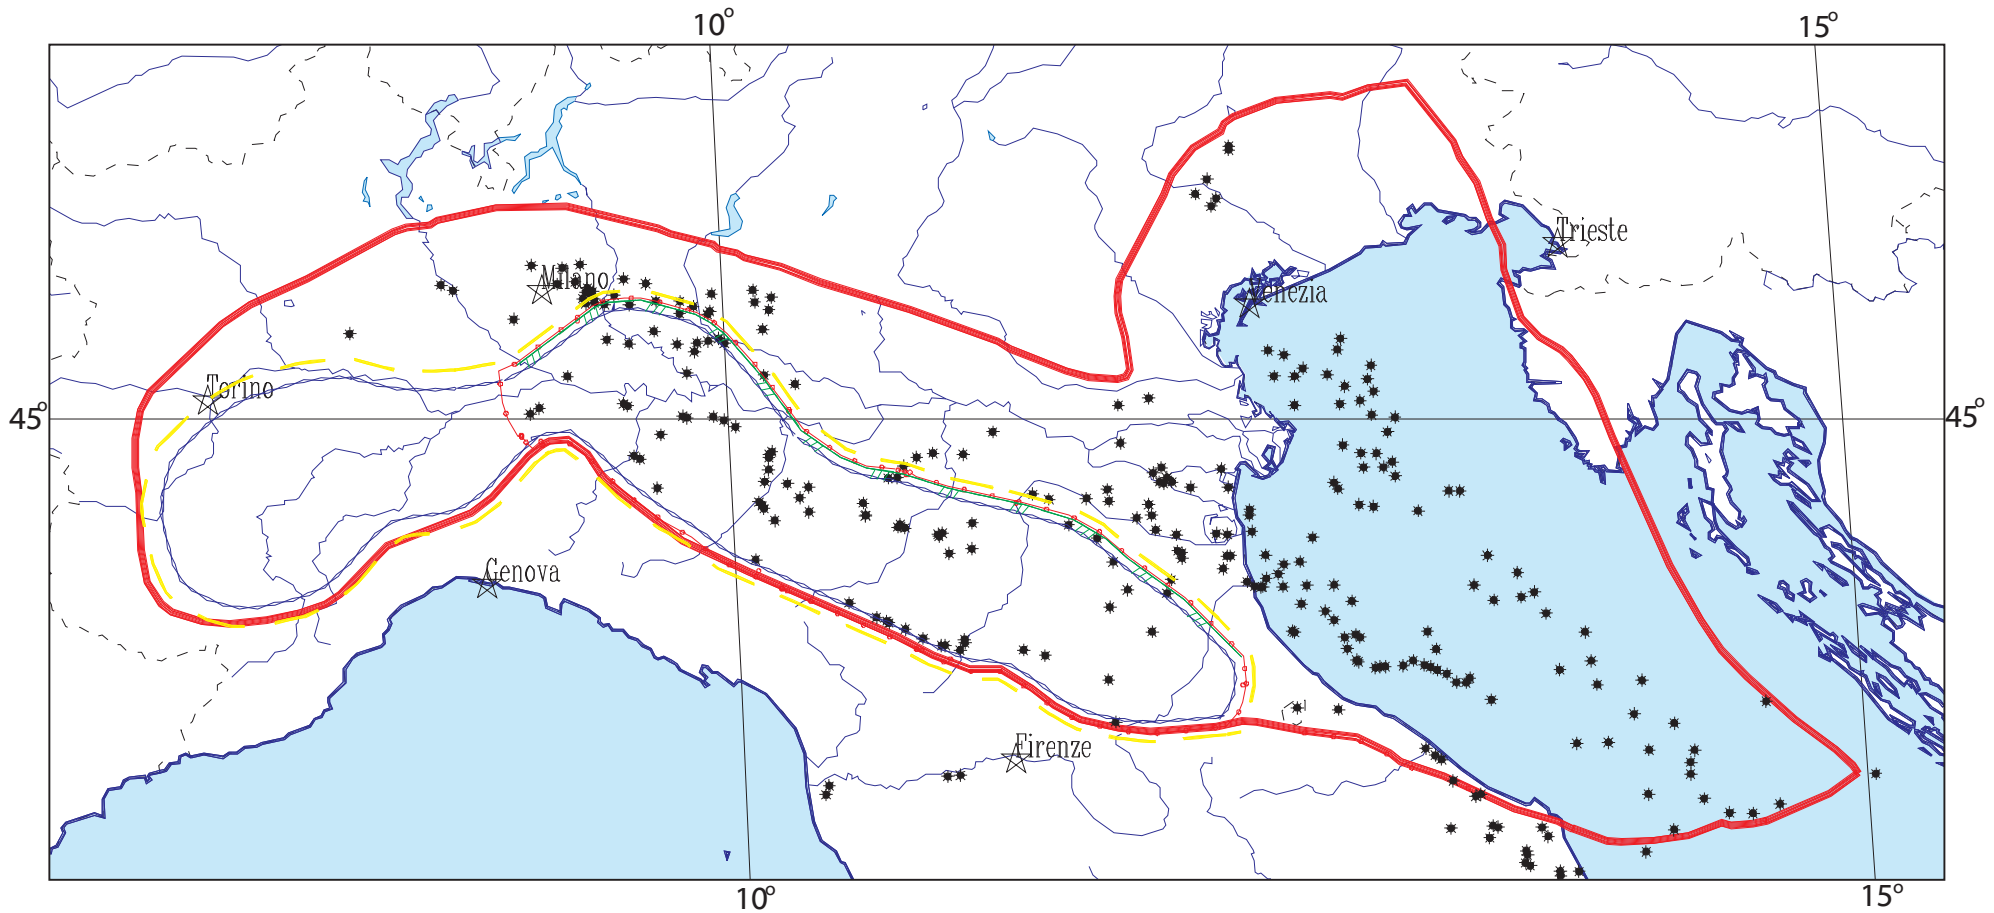 10°
15°
Trieste
Milano
Venezia
Torino
45°
45°
Genova
Firenze
10°
15°